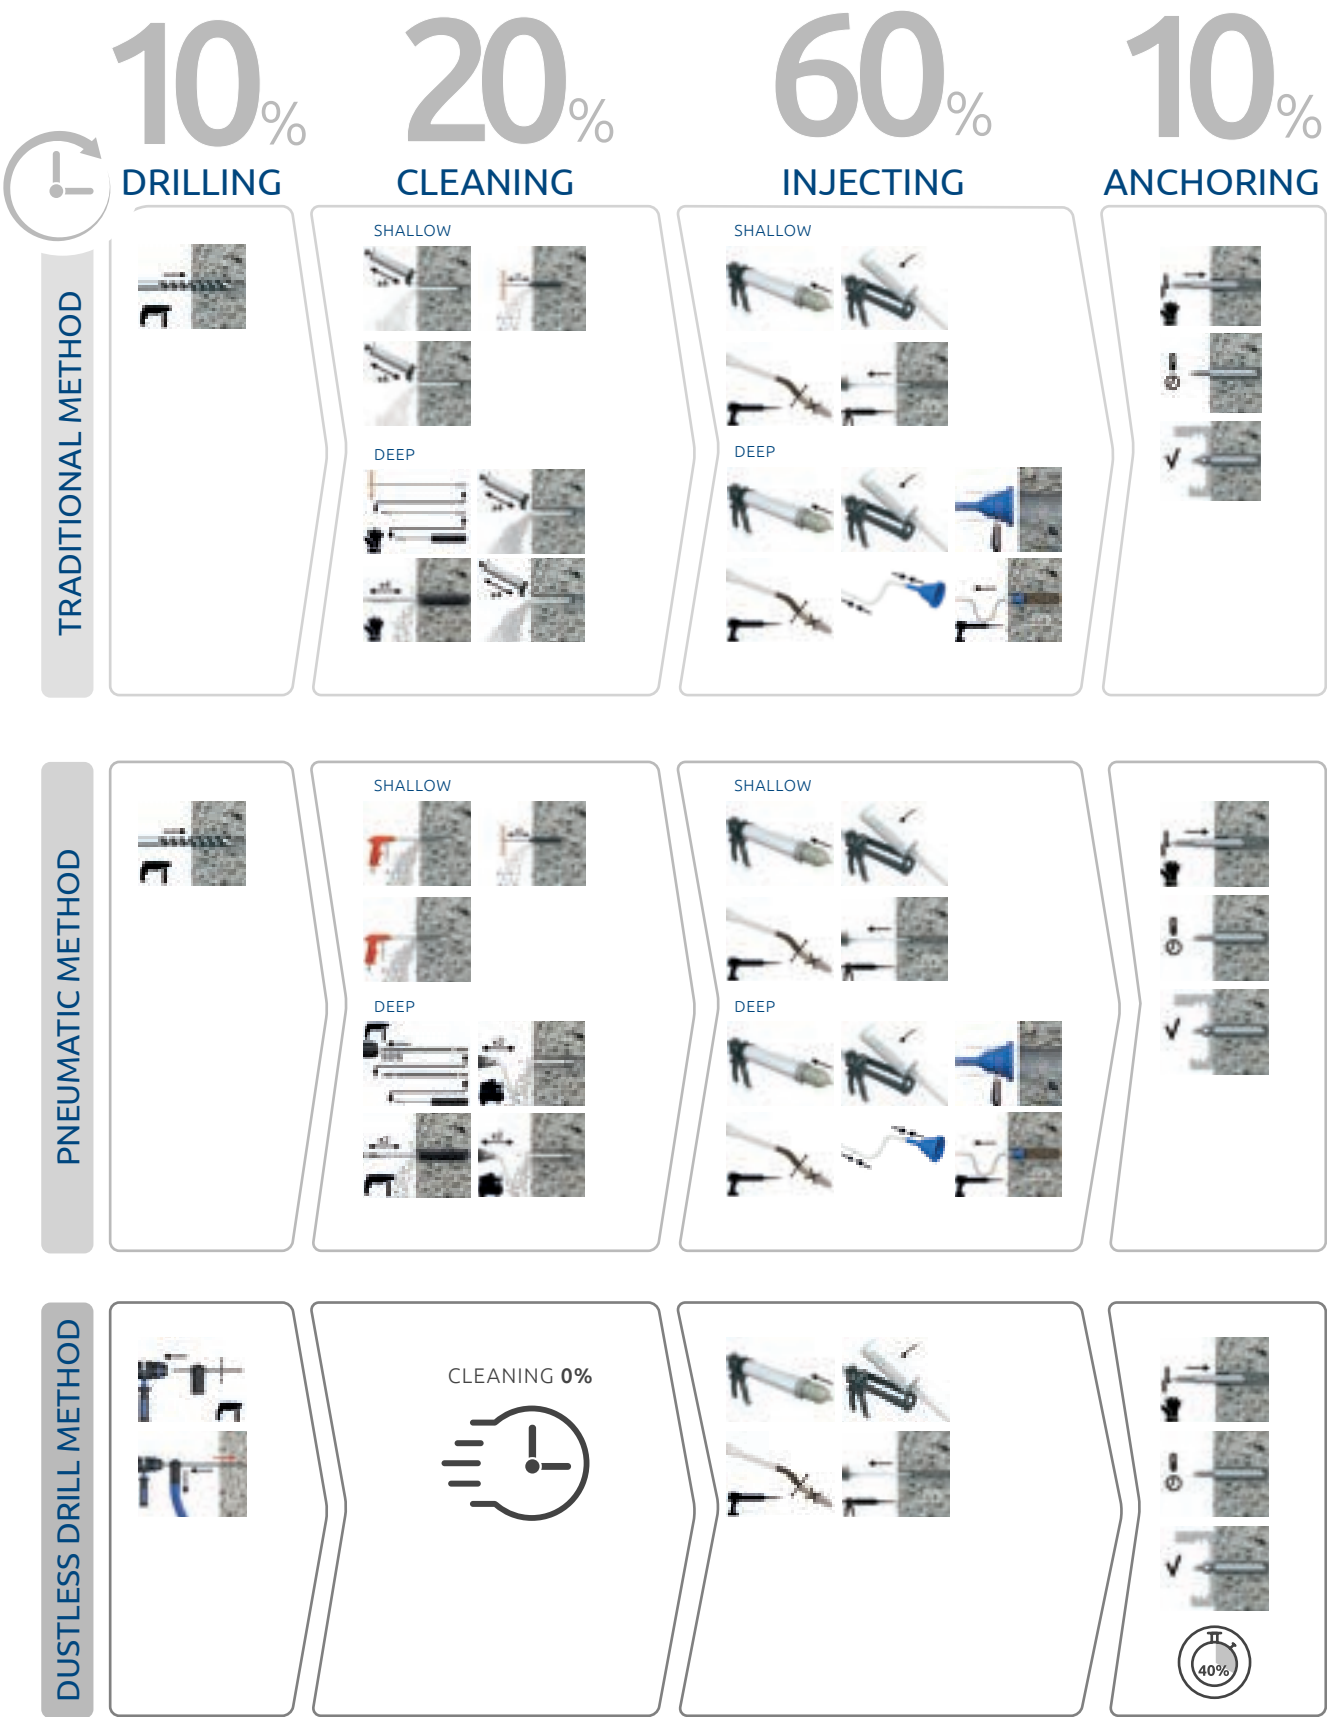 10%
20%
60%
10%
DRILLING
CLEANING
INJECTING
ANCHORING
TRADITIONAL METHOD
SHALLOW
DEEP
SHALLOW
DEEP
PNEUMATIC METHOD
SHALLOW
DEEP
SHALLOW
DEEP
DUSTLESS DRILL METHOD
CLEANING 0%
40%